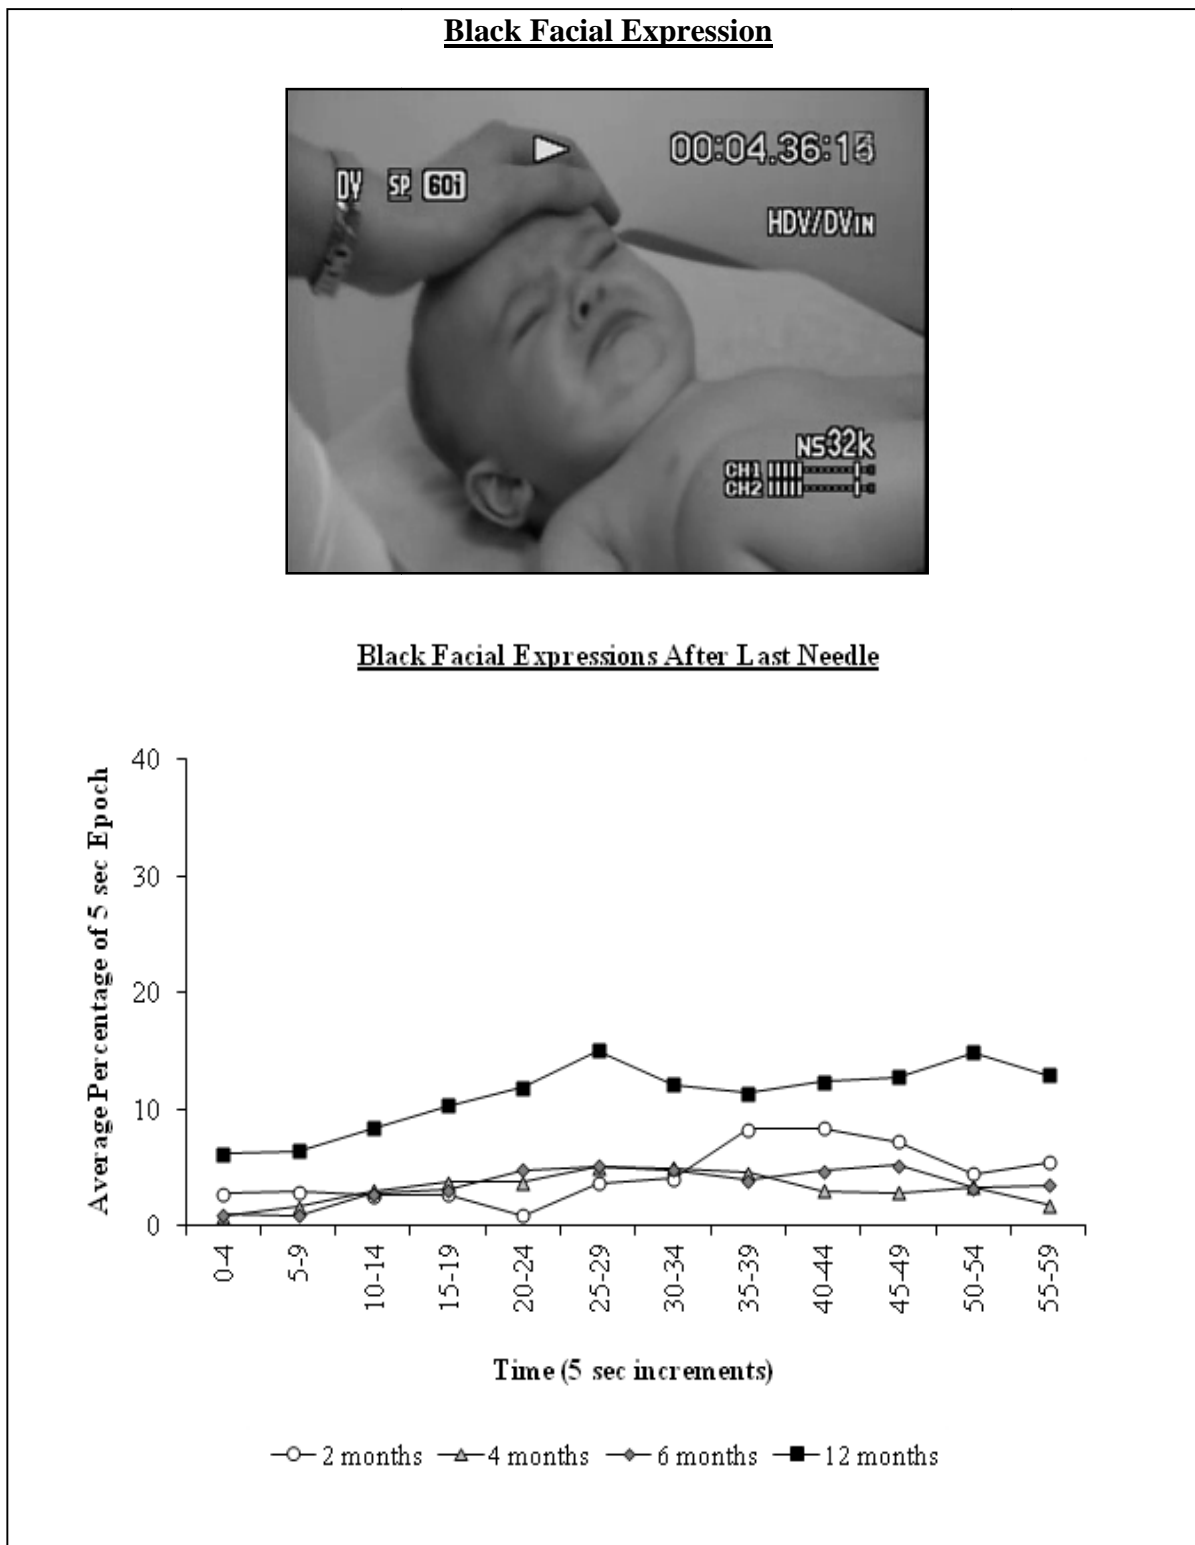 Black Facial Expression
00:04.36:15
DV SP 60i
HDV/DVIN
NS32k
CH1
CH2
Black Facial Expressions After Last Needle
Average Percentage of 5 sec Epoch
40
30
20
10
0
0-4 5-9 10-14 15-19 20-24 25-29 30-34 35-39 40-44 45-49 50-54 55-59
Time (5 sec increments)
2 months 4 months 6 months 12 months